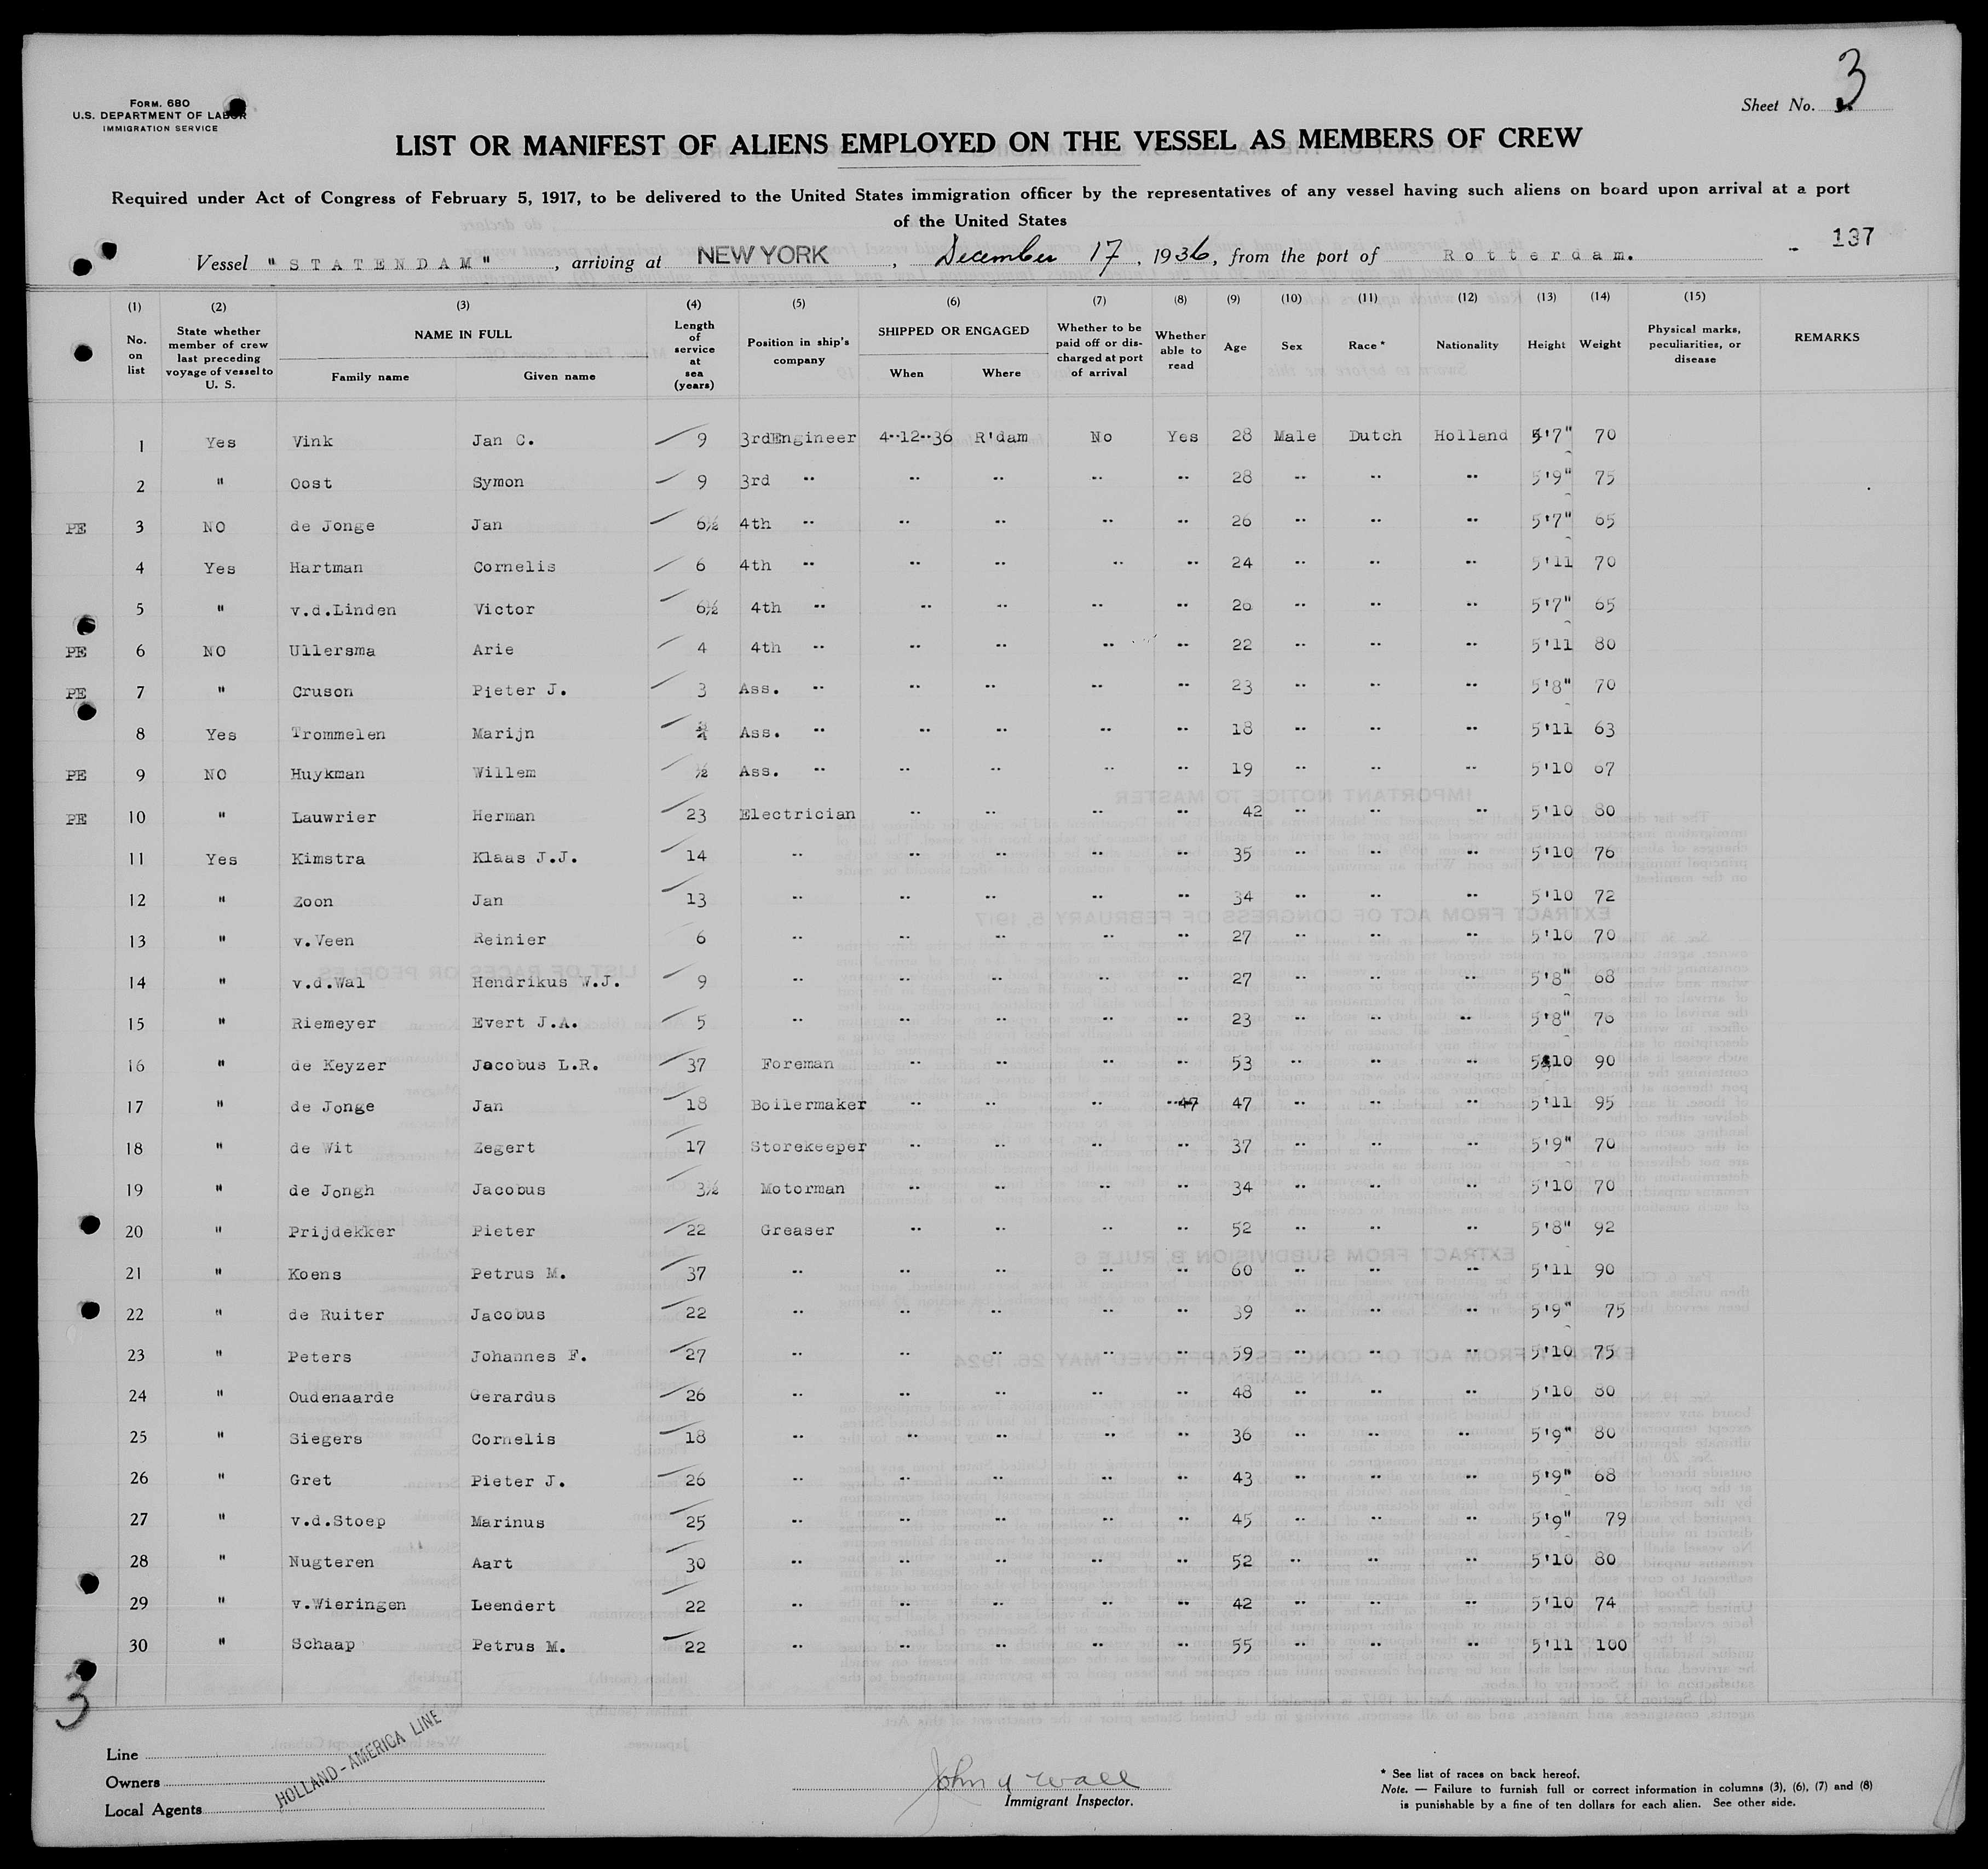 FORM. 680
U.S. DEPARTMENT OF LABOR
IMMIGRATION SERVICE
Sheet No. 3
LIST OR MANIFEST OF ALIENS EMPLOYED ON THE VESSEL AS MEMBERS OF CREW
Required under Act of Congress of February 5, 1917, to be delivered to the United States immigration officer by the representatives of any vessel having such aliens on board upon arrival at a port
of the United States
- 137
Vessel "STATENDAM", arriving at NEW YORK, December 17, 1936, from the port of Rotterdam.
(1) (2) (3) (4) (5) (6) (7) (8) (9) (10) (11) (12) (13) (14) (15)
No. on list | State whether member of crew last preceding voyage of vessel to U. S. | NAME IN FULL | Family name | Given name | Length of service at sea (years) | Position in ship's company | SHIPPED OR ENGAGED | When | Where | Whether to be paid off or discharged at port of arrival | Whether able to read | Age | Sex | Race* | Nationality | Height | Weight | Physical marks, peculiarities, or disease | REMARKS
1 Yes Vink Jan C. 9 3rdEngineer 4-12-36 R'dam No Yes 28 Male Dutch Holland 5'7" 70
2 " Oost Symon 9 3rd " " " " " 28 " " " 5'9" 75
PE 3 NO de Jonge Jan 6½ 4th " " " " " 26 " " " 5'7" 65
4 Yes Hartman Cornelis 6 4th " " " " " 24 " " " 5'11 70
5 " v.d.Linden Victor 6½ 4th " " " " " 26 " " " 5'7" 65
PE 6 NO Ullersma Arie 4 4th " " " " " 22 " " " 5'11 80
PE 7 " Cruson Pieter J. 3 Ass. " " " " " 23 " " " 5'8" 70
8 Yes Trommelen Marijn Ass. " " " " " 18 " " " 5'11 63
PE 9 NO Huykman Willem ½ Ass. " " " " " 19 " " " 5'10 67
PE 10 " Lauwrier Herman 23 Electrician " " " " 42 " " " 5'10 80
11 Yes Kimstra Klaas J.J. 14 " " " " " 35 " " " 5'10 76
12 " Zoon Jan 13 " " " " " 34 " " " 5'10 72
13 " v.Veen Reinier 6 " " " " " 27 " " " 5'10 70
14 " v.d.Wal Hendrikus W.J. 9 " " " " " 27 " " " 5'8" 68
15 " Riemeyer Evert J.A. 5 " " " " " 23 " " " 5'8" 76
16 " de Keyzer Jacobus L.R. 37 Foreman " " " " 53 " " " 5'10 90
17 " de Jonge Jan 18 Boilermaker " " " " 47 47 " " " 5'11 95
18 " de Wit Zegert 17 Storekeeper " " " " 37 " " " 5'9" 70
19 " de Jongh Jacobus 3½ Motorman " " " " 34 " " " 5'10 70
20 " Prijdekker Pieter 22 Greaser " " " " 52 " " " 5'8" 92
21 " Koens Petrus M. 37 " " " " " 60 " " " 5'11 90
22 " de Ruiter Jacobus 22 " " " " " 39 " " " 5'9" 75
23 " Peters Johannes F. 27 " " " " " 59 " " " 5'10 75
24 " Oudenaarde Gerardus 26 " " " " " 48 " " " 5'10 80
25 " Siegers Cornelis 18 " " " " " 36 " " " 5'9" 80
26 " Gret Pieter J. 26 " " " " " 43 " " " 5'9" 68
27 " v.d.Stoep Marinus 25 " " " " " 45 " " " 5'9" 79
28 " Nugteren Aart 30 " " " " " 52 " " " 5'10 80
29 " v.Wieringen Leendert 22 " " " " " 42 " " " 5'10 74
30 " Schaap Petrus M. 22 " " " " " 55 " " " 5'11 100
3
Line
Owners
Local Agents
HOLLAND-AMERICA LINE
John J Wall
Immigrant Inspector.
* See list of races on back hereof.
Note. — Failure to furnish full or correct information in columns (3), (6), (7) and (8)
is punishable by a fine of ten dollars for each alien. See other side.